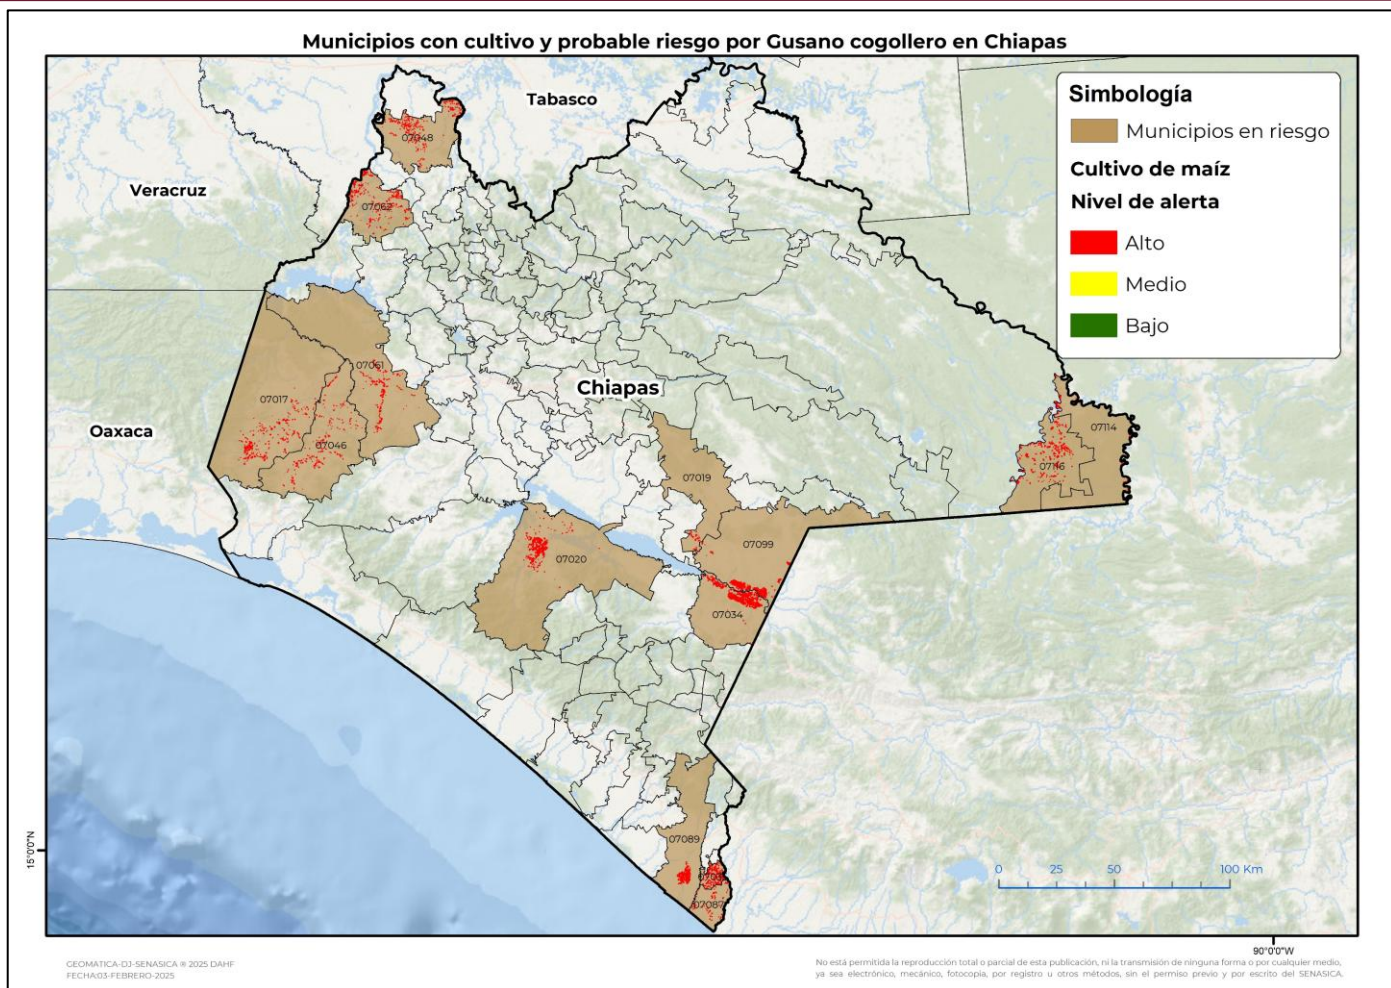 Municipios con cultivo y probable riesgo por Gusano cogollero en Chiapas
Simbología
Municipios en riesgo
Cultivo de maíz
Nivel de alerta
Alto
Medio
Bajo
Tabasco
Veracruz
Oaxaca
Chiapas
07048
07062
07061
07017
07046
07019
07114
07116
07099
07020
07034
07089
07087
15°0'0"N
0 25 50 100 Km
90°0'0"W
GEOMATICA-DJ-SENASICA ® 2025 DAHF
FECHA:03-FEBRERO-2025
No está permitida la reproducción total o parcial de esta publicación, ni la transmisión de ninguna forma o por cualquier medio,
ya sea electrónico, mecánico, fotocopia, por registro u otros métodos, sin el permiso previo y por escrito del SENASICA.